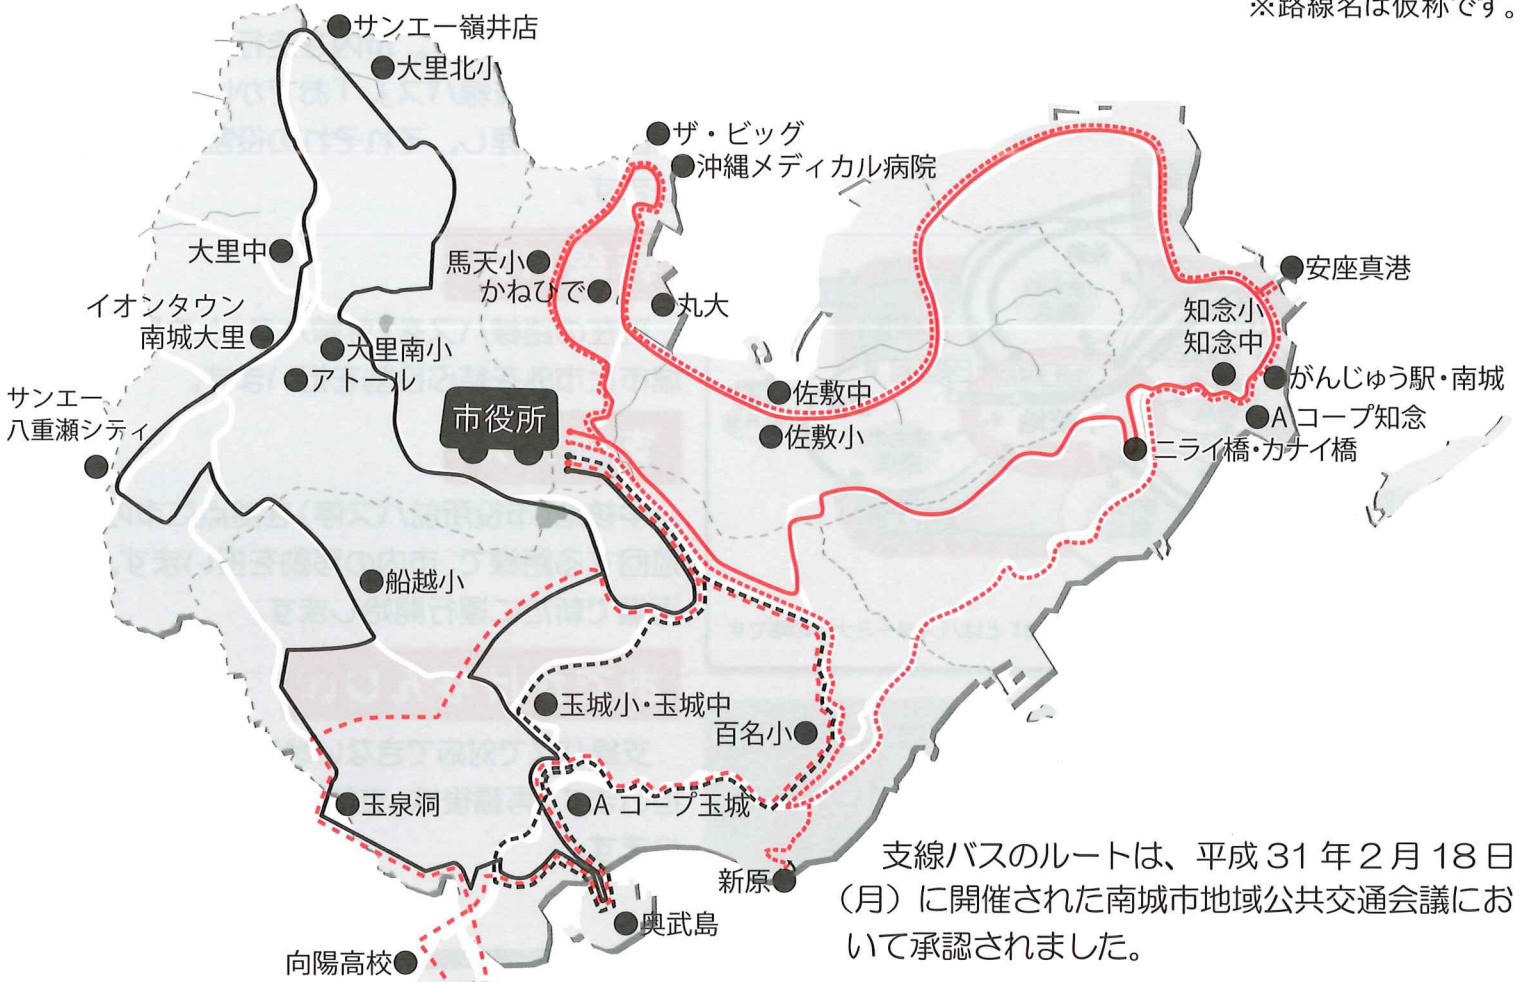 ※路線名は仮称です。
サンエー嶺井店
大里北小
ザ・ビッグ
沖縄メディカル病院
大里中
馬天小
かねひで
丸大
安座真港
知念小
知念中
イオンタウン
南城大里
大里南小
アトール
がんじゅう駅・南城
佐敷中
佐敷小
Aコープ知念
ニライ橋・カナイ橋
サンエー
八重瀬シティ
市役所
船越小
玉城小・玉城中
百名小
玉泉洞
Aコープ玉城
新原
奥武島
向陽高校
支線バスのルートは、平成31年2月18日
(月)に開催された南城市地域公共交通会議にお
いて承認されました。